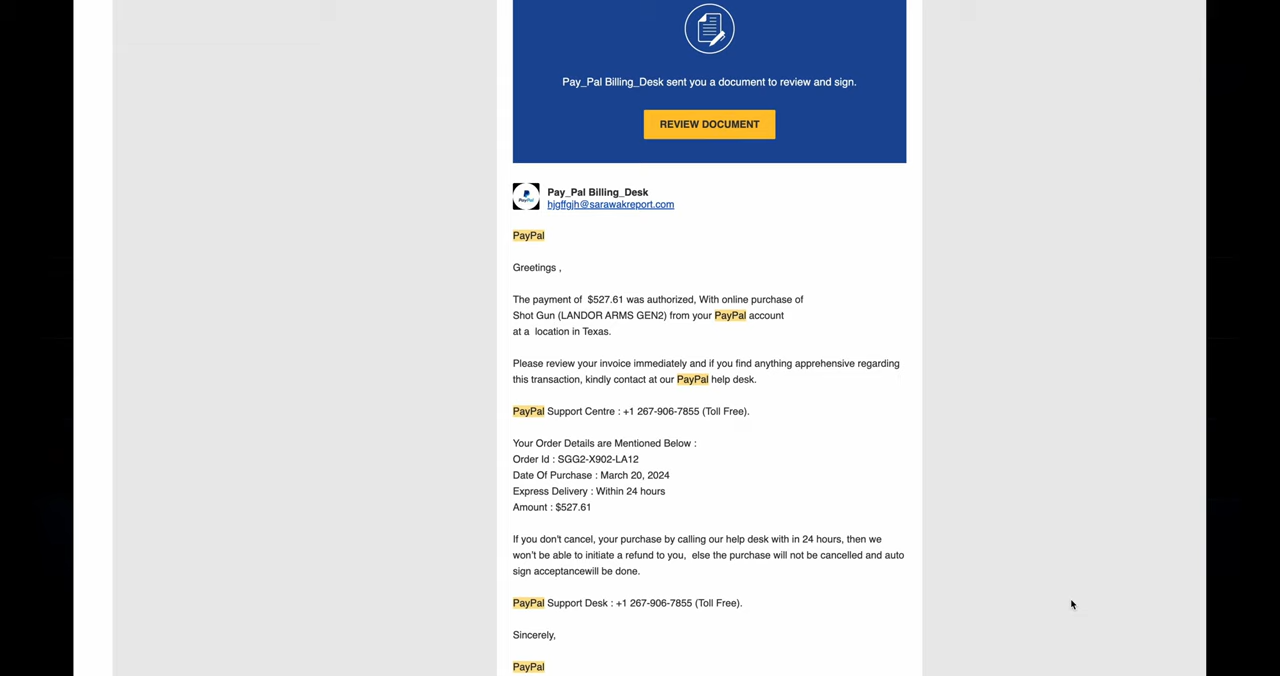 Pay_Pal Billing_Desk sent you a document to review and sign.
REVIEW DOCUMENT
Pay_Pal Billing_Desk
PayPal
hjgffgjh@sarawakreport.com
PayPal
Greetings ,
The payment of  $527.61 was authorized, With online purchase of
Shot Gun (LANDOR ARMS GEN2) from your PayPal account
at a  location in Texas.
Please review your invoice immediately and if you find anything apprehensive regarding
this transaction, kindly contact at our PayPal help desk.
PayPal Support Centre : +1 267-906-7855 (Toll Free).
Your Order Details are Mentioned Below :
Order Id : SGG2-X902-LA12
Date Of Purchase : March 20, 2024
Express Delivery : Within 24 hours
Amount : $527.61
If you don't cancel, your purchase by calling our help desk with in 24 hours, then we
won't be able to initiate a refund to you,  else the purchase will not be cancelled and auto
sign acceptancewill be done.
PayPal Support Desk : +1 267-906-7855 (Toll Free).
Sincerely,
PayPal